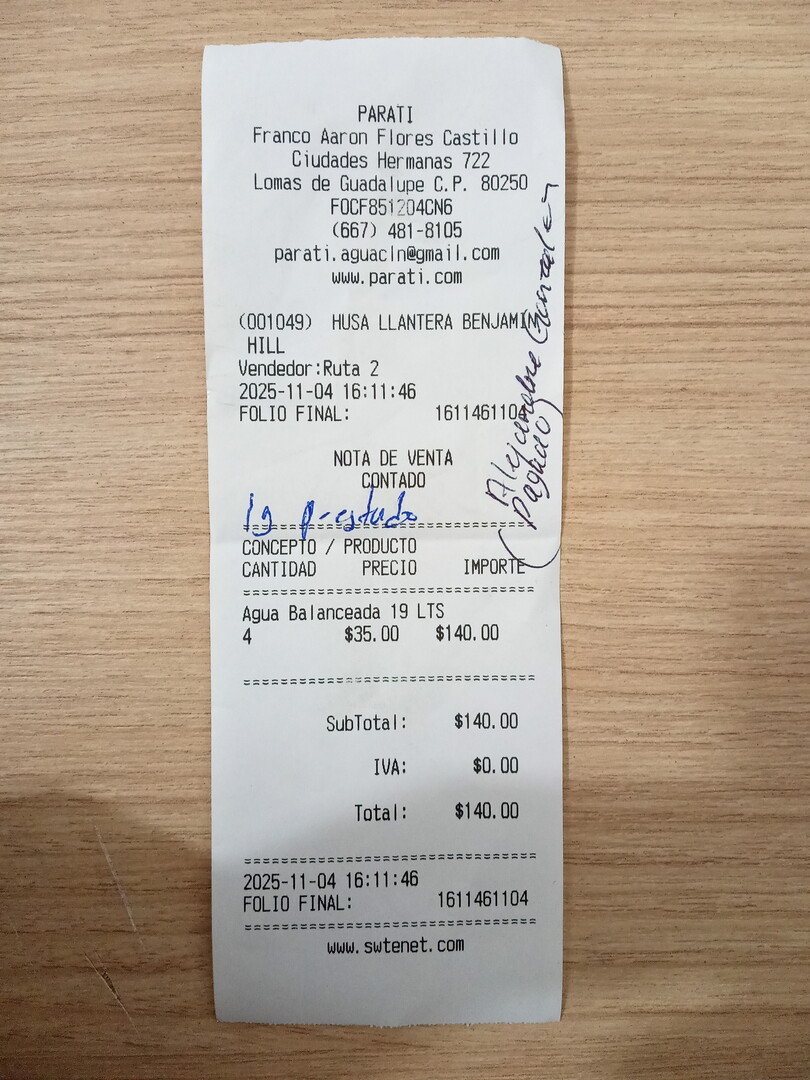 PARATI
Franco Aaron Flores Castillo
Ciudades Hermanas 722
Lomas de Guadalupe C.P. 80250
FOCF851204CN6
(667) 481-8105
parati.aguacln@gmail.com
www.parati.com
(001049) HUSA LLANTERA BENJAMIN
HILL
Vendedor:Ruta 2
2025-11-04 16:11:46
FOLIO FINAL: 1611461104
NOTA DE VENTA
CONTADO
1g p-estado
CONCEPTO / PRODUCTO
CANTIDAD PRECIO IMPORTE
Agua Balanceada 19 LTS
4 $35.00 $140.00
SubTotal: $140.00
IVA: $0.00
Total: $140.00
2025-11-04 16:11:46
FOLIO FINAL: 1611461104
www.swtenet.com
Pagado